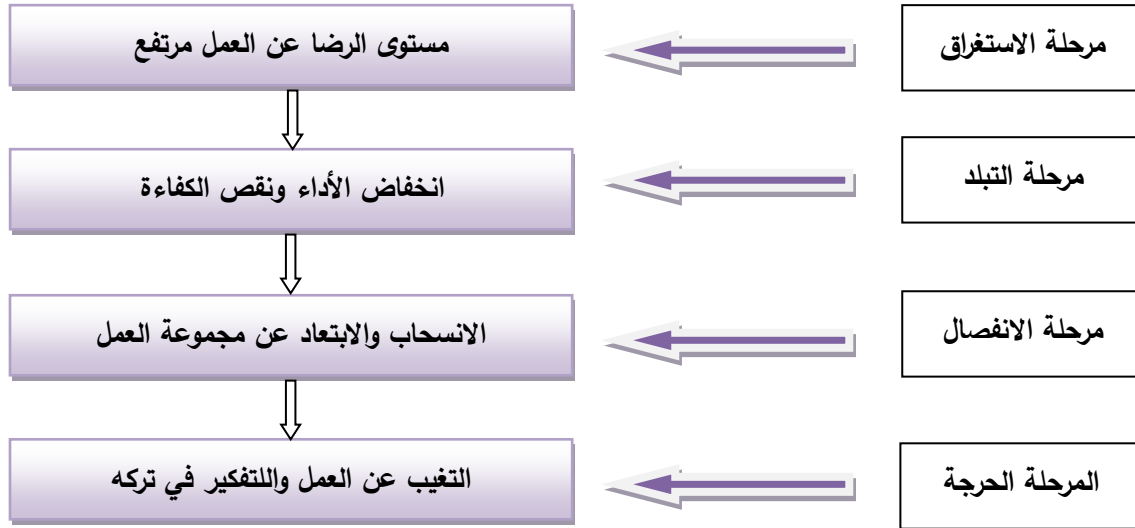 مرحلة الاستغراق
مستوى الرضا عن العمل مرتفع
مرحلة التبلد
انخفاض الأداء ونقص الكفاءة
مرحلة الانفصال
الانسحاب والابتعاد عن مجموعة العمل
المرحلة الحرجة
التغيب عن العمل واللتفكير في تركه